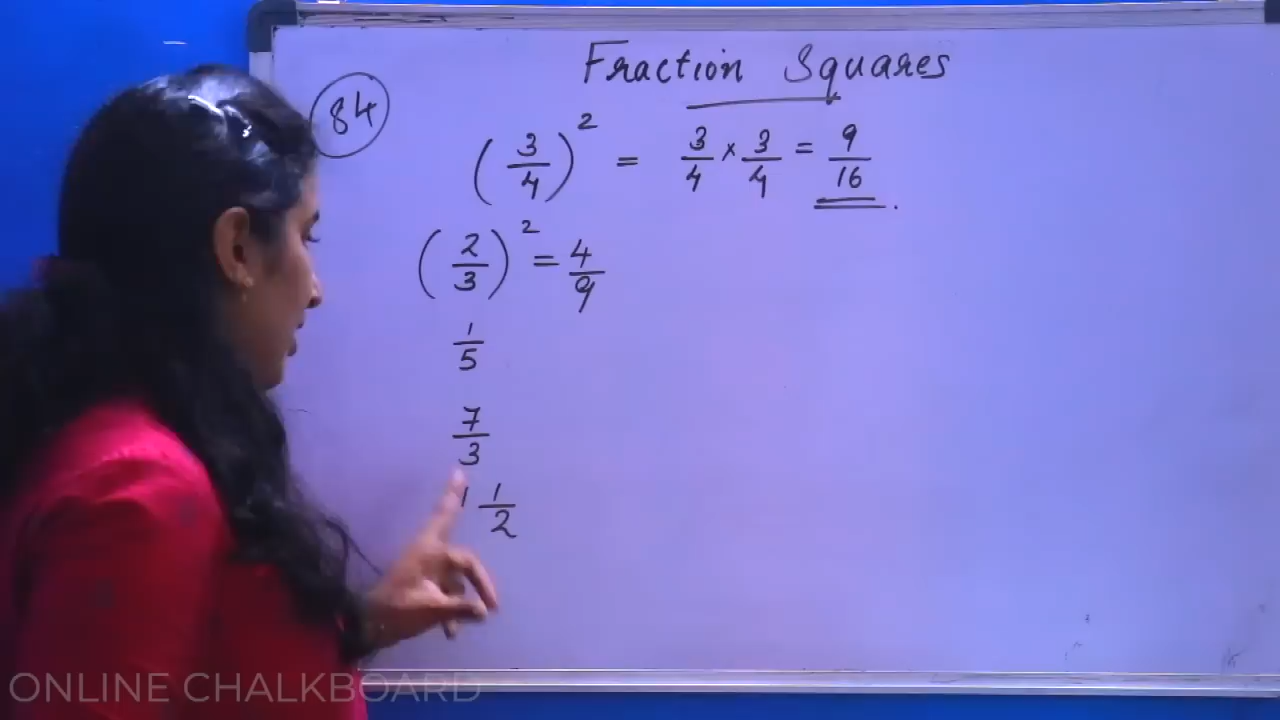 Fraction Squares
84
(3/4)² = 3/4 × 3/4 = 9/16.
(2/3)² = 4/9
1/5
7/3
1 1/2
ONLINE CHALKBOARD